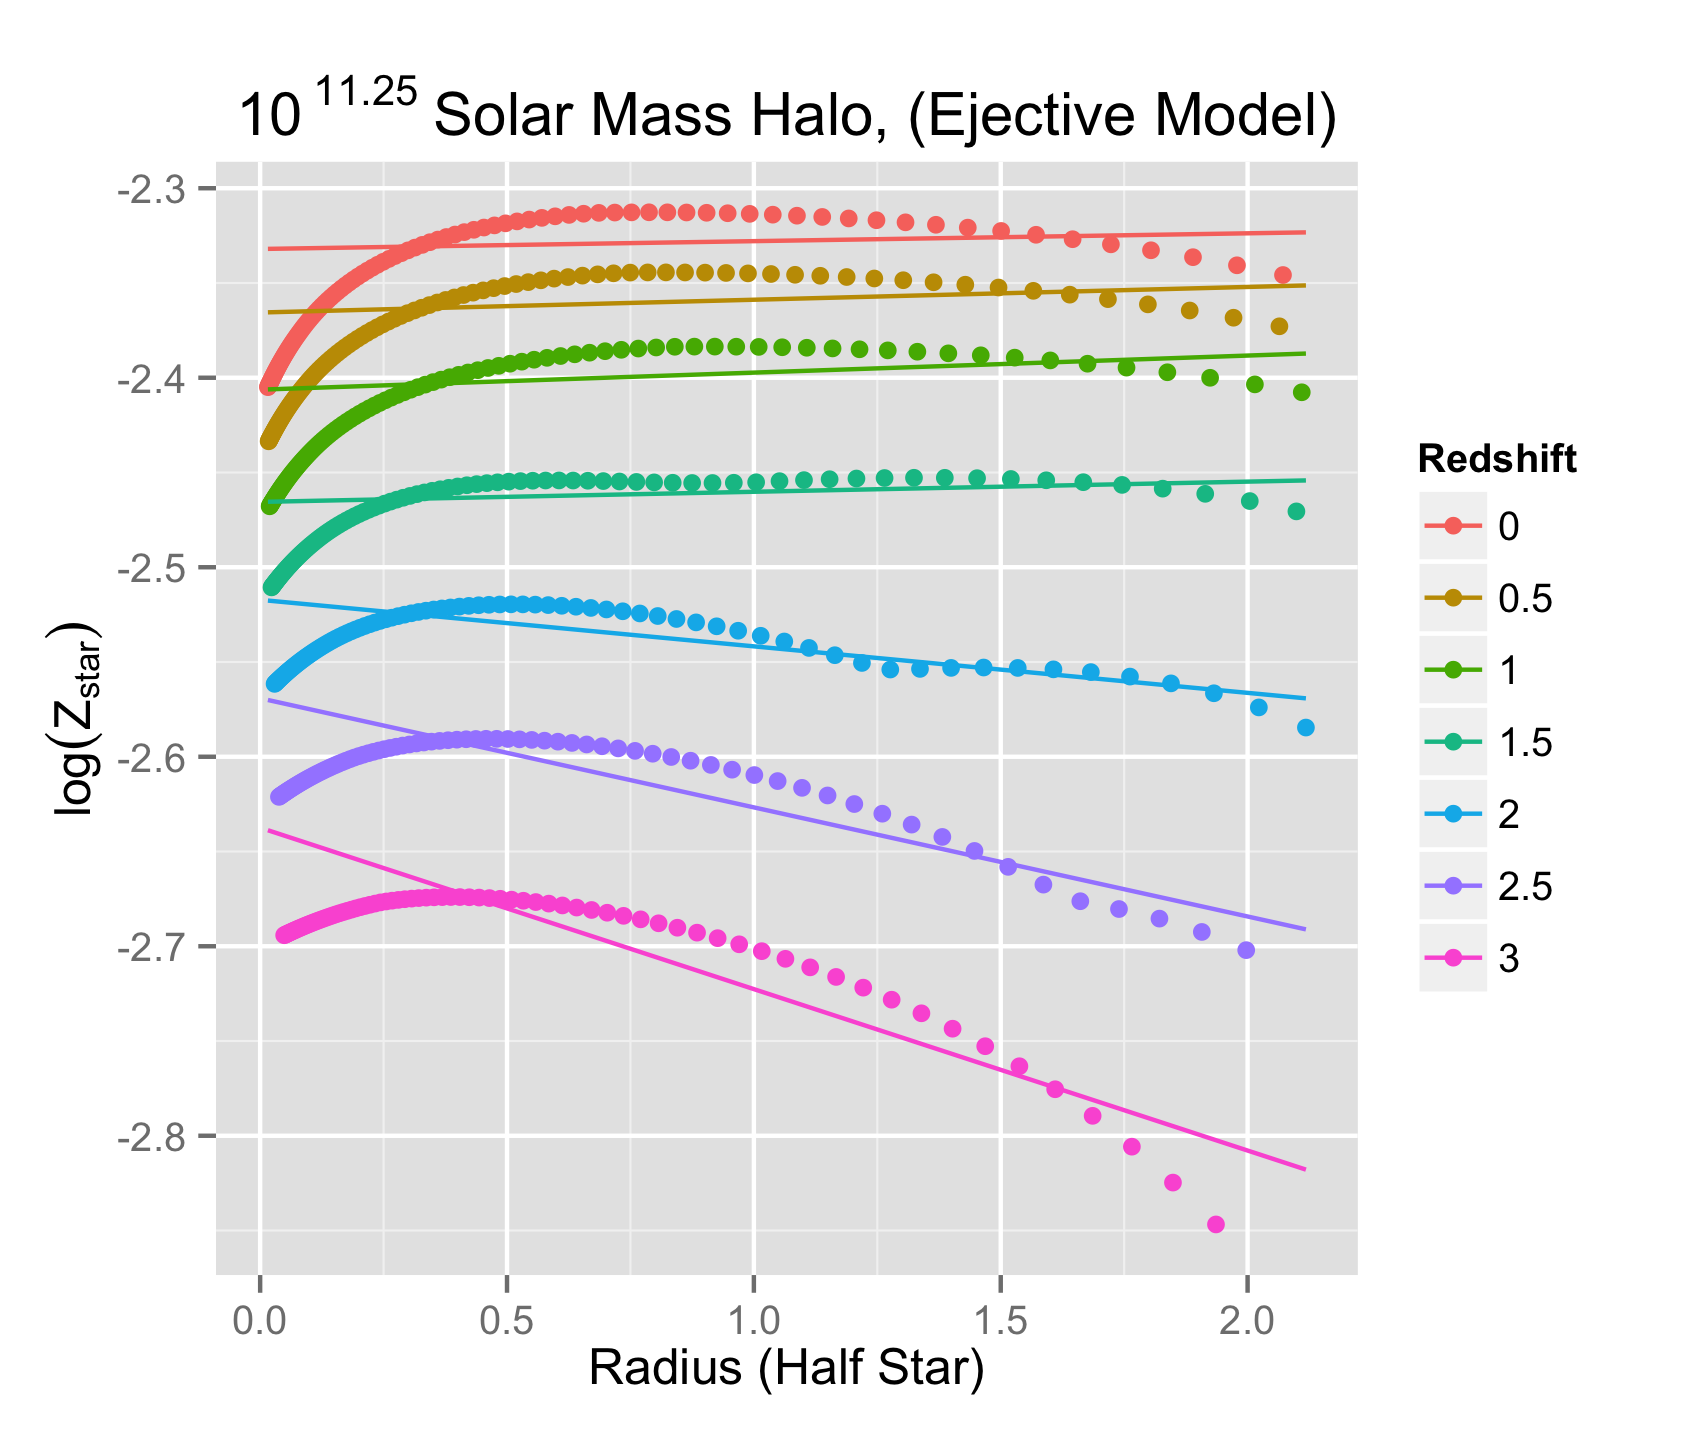 10 11.25 Solar Mass Halo, (Ejective Model)
-2.3
-2.4
-2.5
-2.6
-2.7
-2.8
log(Zstar)
0.0 0.5 1.0 1.5 2.0
Radius (Half Star)
Redshift
0
0.5
1
1.5
2
2.5
3